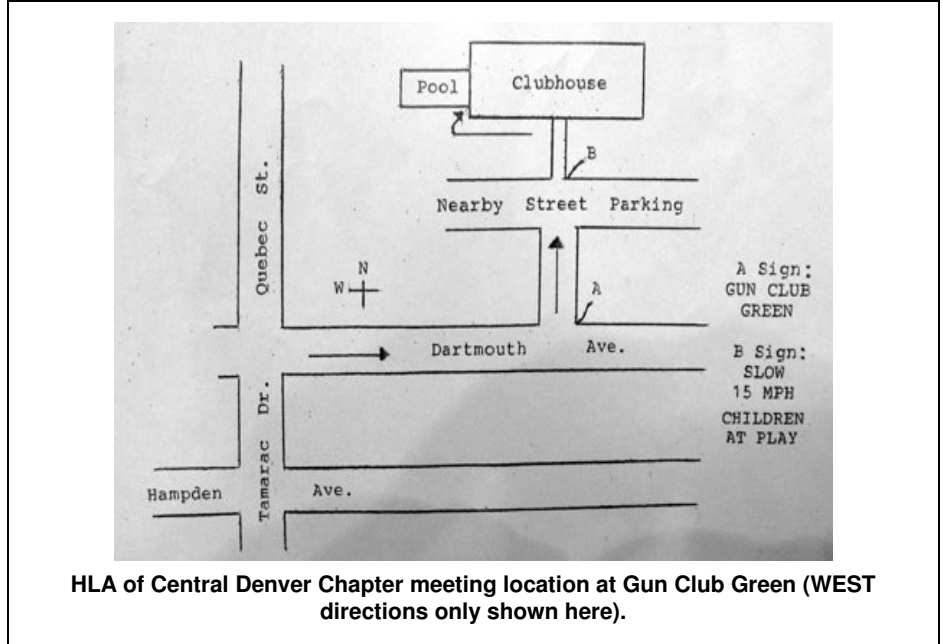 Clubhouse
Pool
B
Nearby Street Parking
Quebec St.
N
W
A
A Sign:
GUN CLUB
GREEN
Dartmouth Ave.
B Sign:
SLOW
15 MPH
CHILDREN
AT PLAY
Tamarac Dr.
Hampden Ave.
HLA of Central Denver Chapter meeting location at Gun Club Green (WEST
directions only shown here).